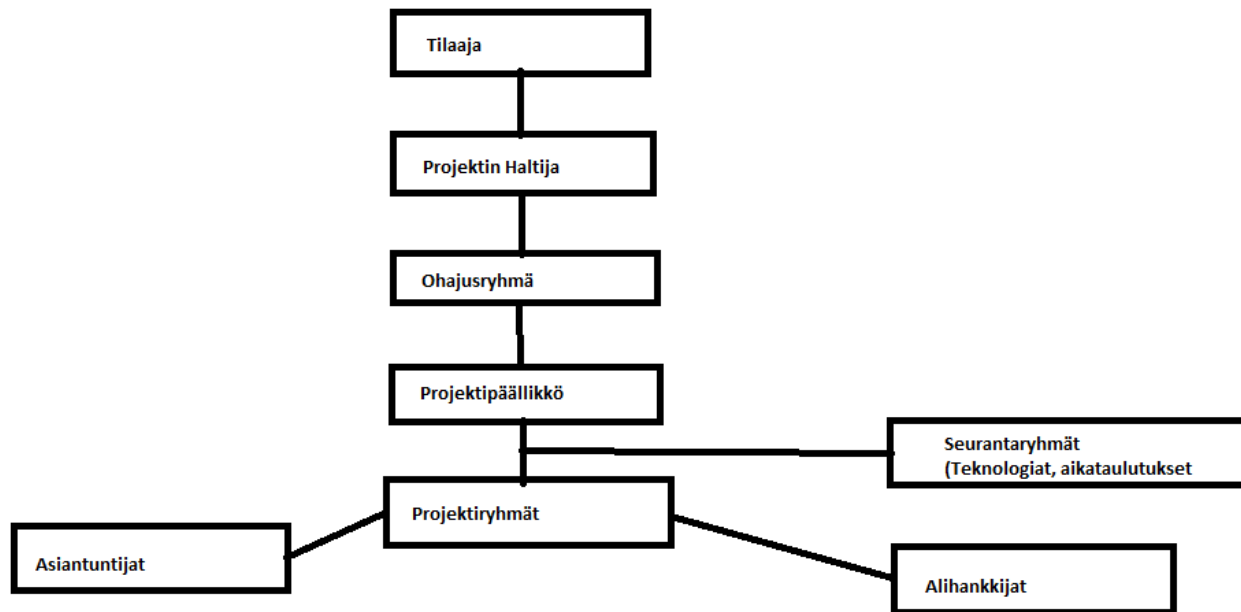 Tilaaja
Projektin Haltija
Ohajusryhmä
Projektipäällikkö
Seurantaryhmät
(Teknologiat, aikataulutukset
Projektiryhmät
Asiantuntijat
Alihankkijat